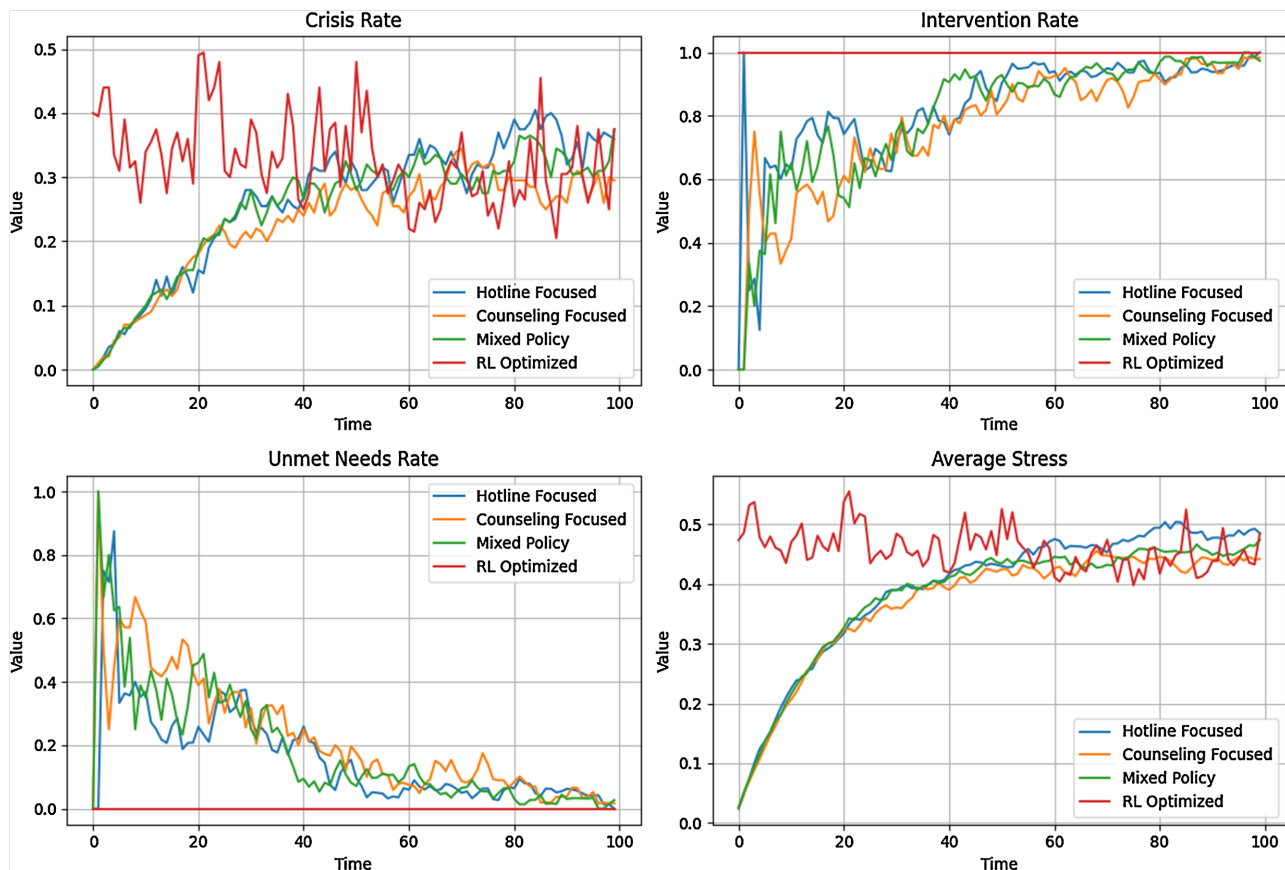 Crisis Rate
0.5
0.4
0.3
0.2
0.1
0.0
Value
0 20 40 60 80 100
Time
Hotline Focused
Counseling Focused
Mixed Policy
RL Optimized
Intervention Rate
1.0
0.8
0.6
0.4
0.2
0.0
Value
0 20 40 60 80 100
Time
Hotline Focused
Counseling Focused
Mixed Policy
RL Optimized
Unmet Needs Rate
1.0
0.8
0.6
0.4
0.2
0.0
Value
0 20 40 60 80 100
Time
Hotline Focused
Counseling Focused
Mixed Policy
RL Optimized
Average Stress
0.5
0.4
0.3
0.2
0.1
0.0
Value
0 20 40 60 80 100
Time
Hotline Focused
Counseling Focused
Mixed Policy
RL Optimized